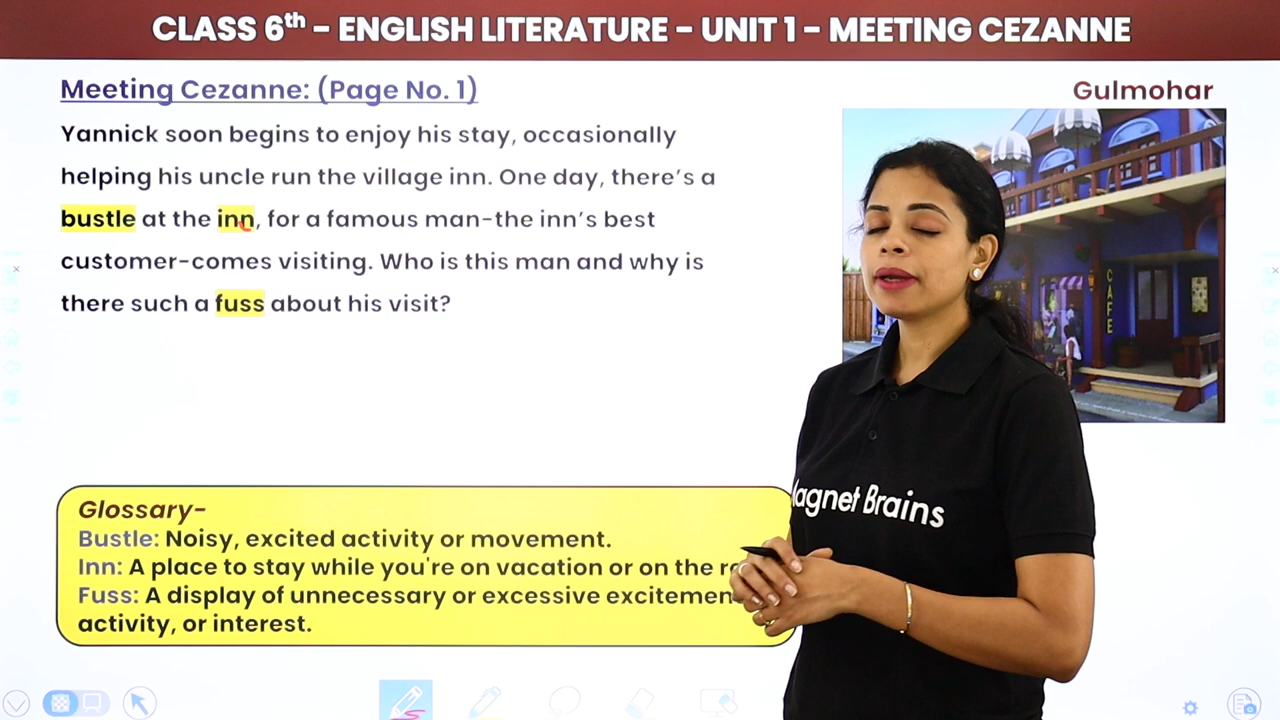 CLASS 6th – ENGLISH LITERATURE – UNIT 1 – MEETING CEZANNE
Meeting Cezanne: (Page No. 1)
Gulmohar
Yannick soon begins to enjoy his stay, occasionally
helping his uncle run the village inn. One day, there's a
bustle at the inn, for a famous man-the inn's best
customer-comes visiting. Who is this man and why is
there such a fuss about his visit?
CAFE
Glossary-
Bustle: Noisy, excited activity or movement.
Inn: A place to stay while you're on vacation or on the
Fuss: A display of unnecessary or excessive
activity, or interest.
agnet Brains